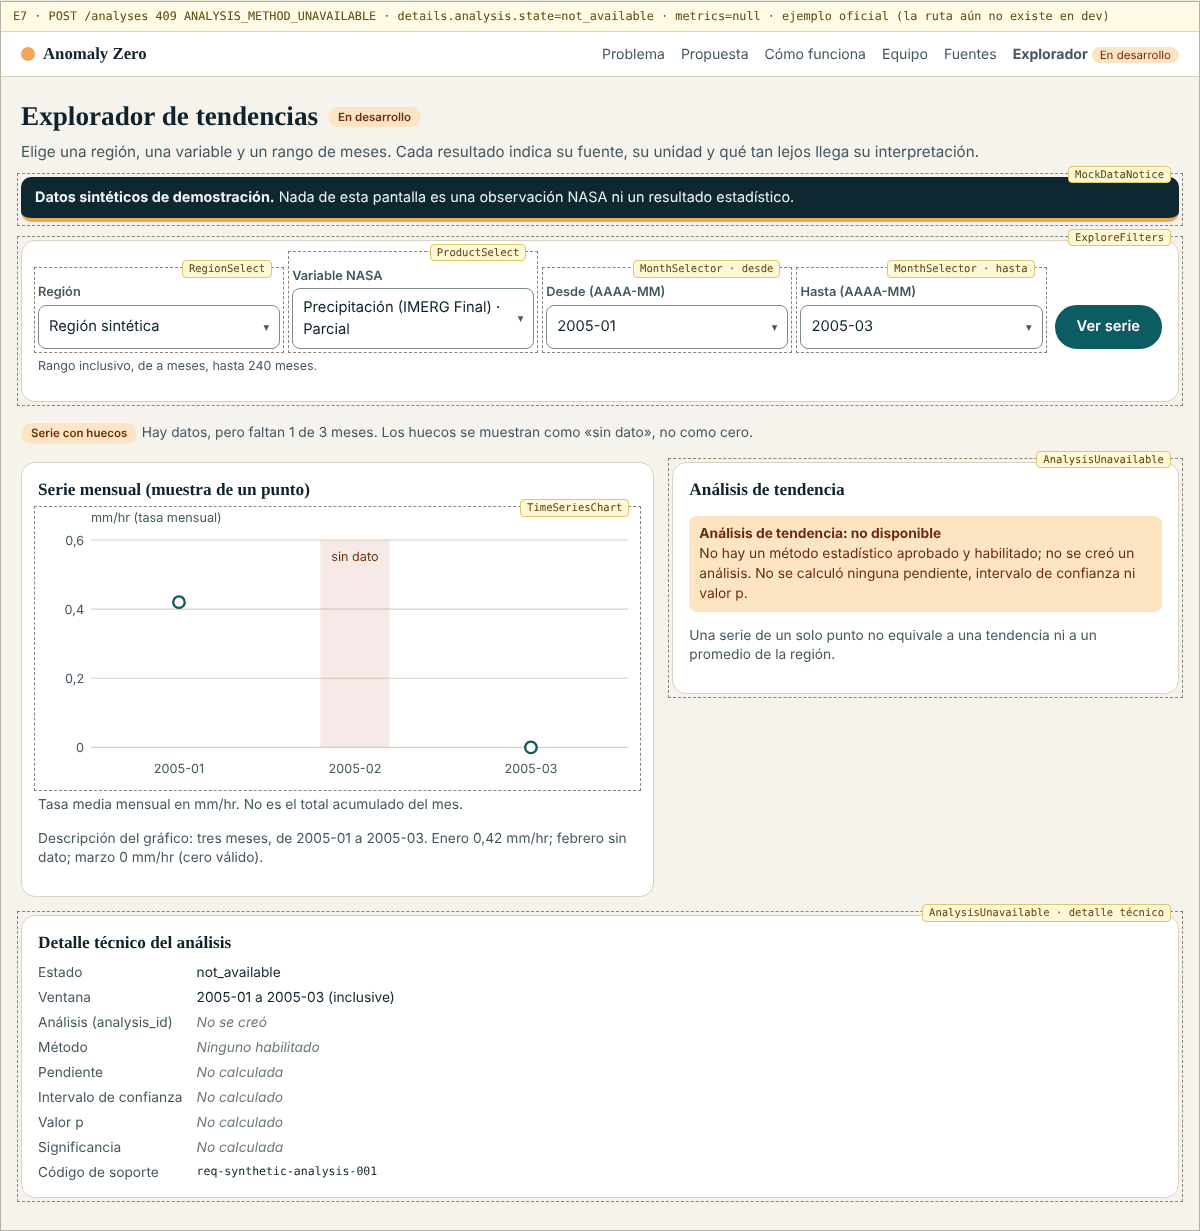 E7 · POST /analyses 409 ANALYSIS_METHOD_UNAVAILABLE · details.analysis.state=not_available · metrics=null · ejemplo oficial (la ruta aún no existe en dev)
Anomaly Zero
Problema Propuesta Cómo funciona Equipo Fuentes Explorador En desarrollo
Explorador de tendencias En desarrollo
Elige una región, una variable y un rango de meses. Cada resultado indica su fuente, su unidad y qué tan lejos llega su interpretación.
MockDataNotice
Datos sintéticos de demostración. Nada de esta pantalla es una observación NASA ni un resultado estadístico.
ExploreFilters
RegionSelect
Región
Región sintética
ProductSelect
Variable NASA
Precipitación (IMERG Final) ·
Parcial
MonthSelector · desde
Desde (AAAA-MM)
2005-01
MonthSelector · hasta
Hasta (AAAA-MM)
2005-03
Ver serie
Rango inclusivo, de a meses, hasta 240 meses.
Serie con huecos Hay datos, pero faltan 1 de 3 meses. Los huecos se muestran como «sin dato», no como cero.
Serie mensual (muestra de un punto)
TimeSeriesChart
mm/hr (tasa mensual)
0,6
sin dato
0,4
0,2
0
2005-01 2005-02 2005-03
Tasa media mensual en mm/hr. No es el total acumulado del mes.
Descripción del gráfico: tres meses, de 2005-01 a 2005-03. Enero 0,42 mm/hr; febrero sin
dato; marzo 0 mm/hr (cero válido).
AnalysisUnavailable
Análisis de tendencia
Análisis de tendencia: no disponible
No hay un método estadístico aprobado y habilitado; no se creó un
análisis. No se calculó ninguna pendiente, intervalo de confianza ni
valor p.
Una serie de un solo punto no equivale a una tendencia ni a un
promedio de la región.
AnalysisUnavailable · detalle técnico
Detalle técnico del análisis
Estado not_available
Ventana 2005-01 a 2005-03 (inclusive)
Análisis (analysis_id) No se creó
Método Ninguno habilitado
Pendiente No calculada
Intervalo de confianza No calculado
Valor p No calculado
Significancia No calculada
Código de soporte req-synthetic-analysis-001